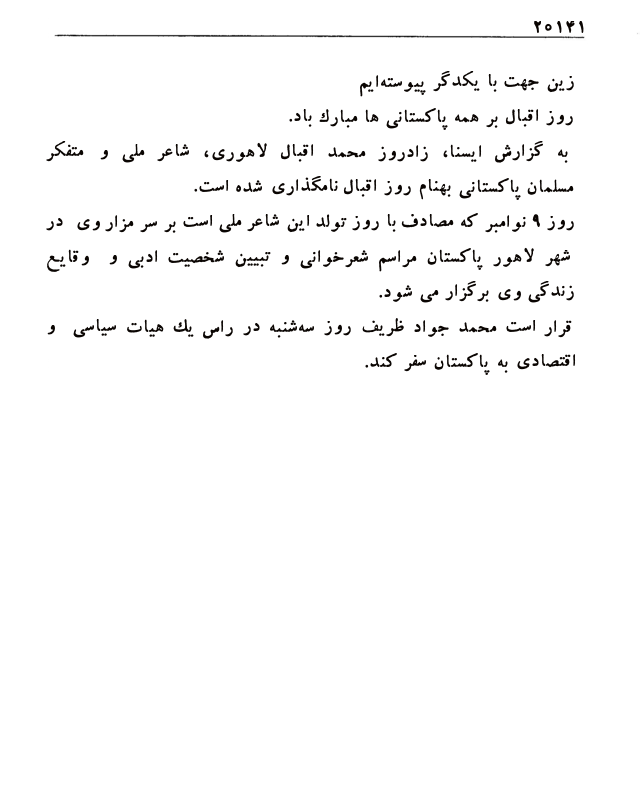 ۲۰۱۴۱
زین جهت با یکدگر پیوسته‌ایم
روز اقبال بر همه پاکستانی ها مبارك باد.
به گزارش ایسنا، زادروز محمد اقبال لاهوری، شاعر ملی و متفکر
مسلمان پاکستانی بهنام روز اقبال نامگذاری شده است.
روز ۹ نوامبر که مصادف با روز تولد این شاعر ملی است بر سر مزار وی در
شهر لاهور پاکستان مراسم شعرخوانی و تبیین شخصیت ادبی و وقایع
زندگی وی برگزار می شود.
قرار است محمد جواد ظریف روز سه‌شنبه در راس یك هیات سیاسی و
اقتصادی به پاکستان سفر کند.